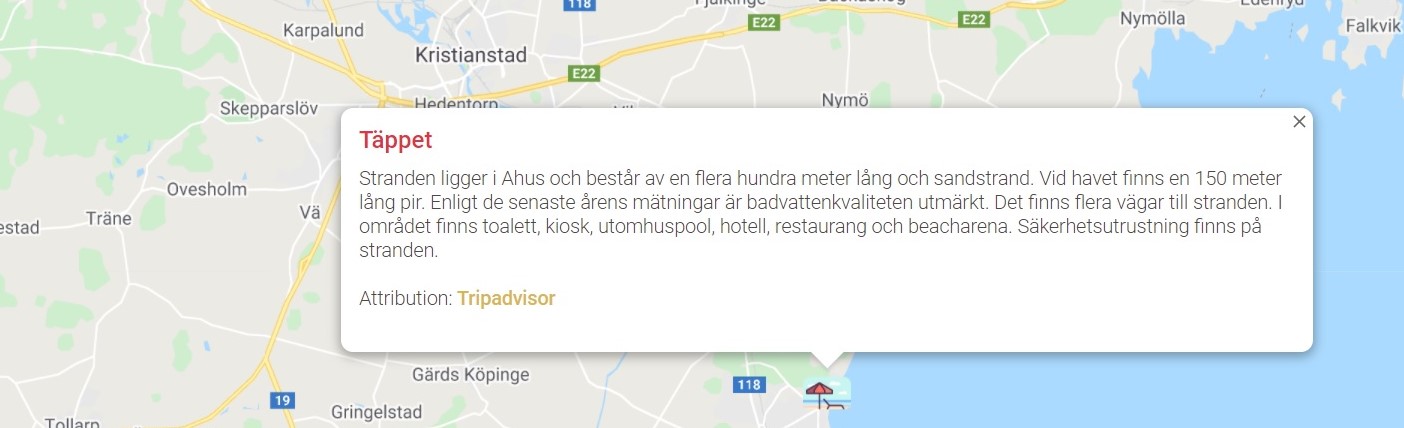 118
E22
E22
Nymölla
Karpalund
Falkvik
Kristianstad
E22
Skepparslöv
Hedentorp
Nymö
Täppet
Stranden ligger i Ahus och består av en flera hundra meter lång och sandstrand. Vid havet finns en 150 meter
lång pir. Enligt de senaste årens mätningar är badvattenkvaliteten utmärkt. Det finns flera vägar till stranden. I
området finns toalett, kiosk, utomhuspool, hotell, restaurang och beacharena. Säkerhetsutrustning finns på
stranden.
Attribution: Tripadvisor
Ovesholm
Vä
Träne
estad
Gärds Köpinge
118
19
Gringelstad
Tollarp